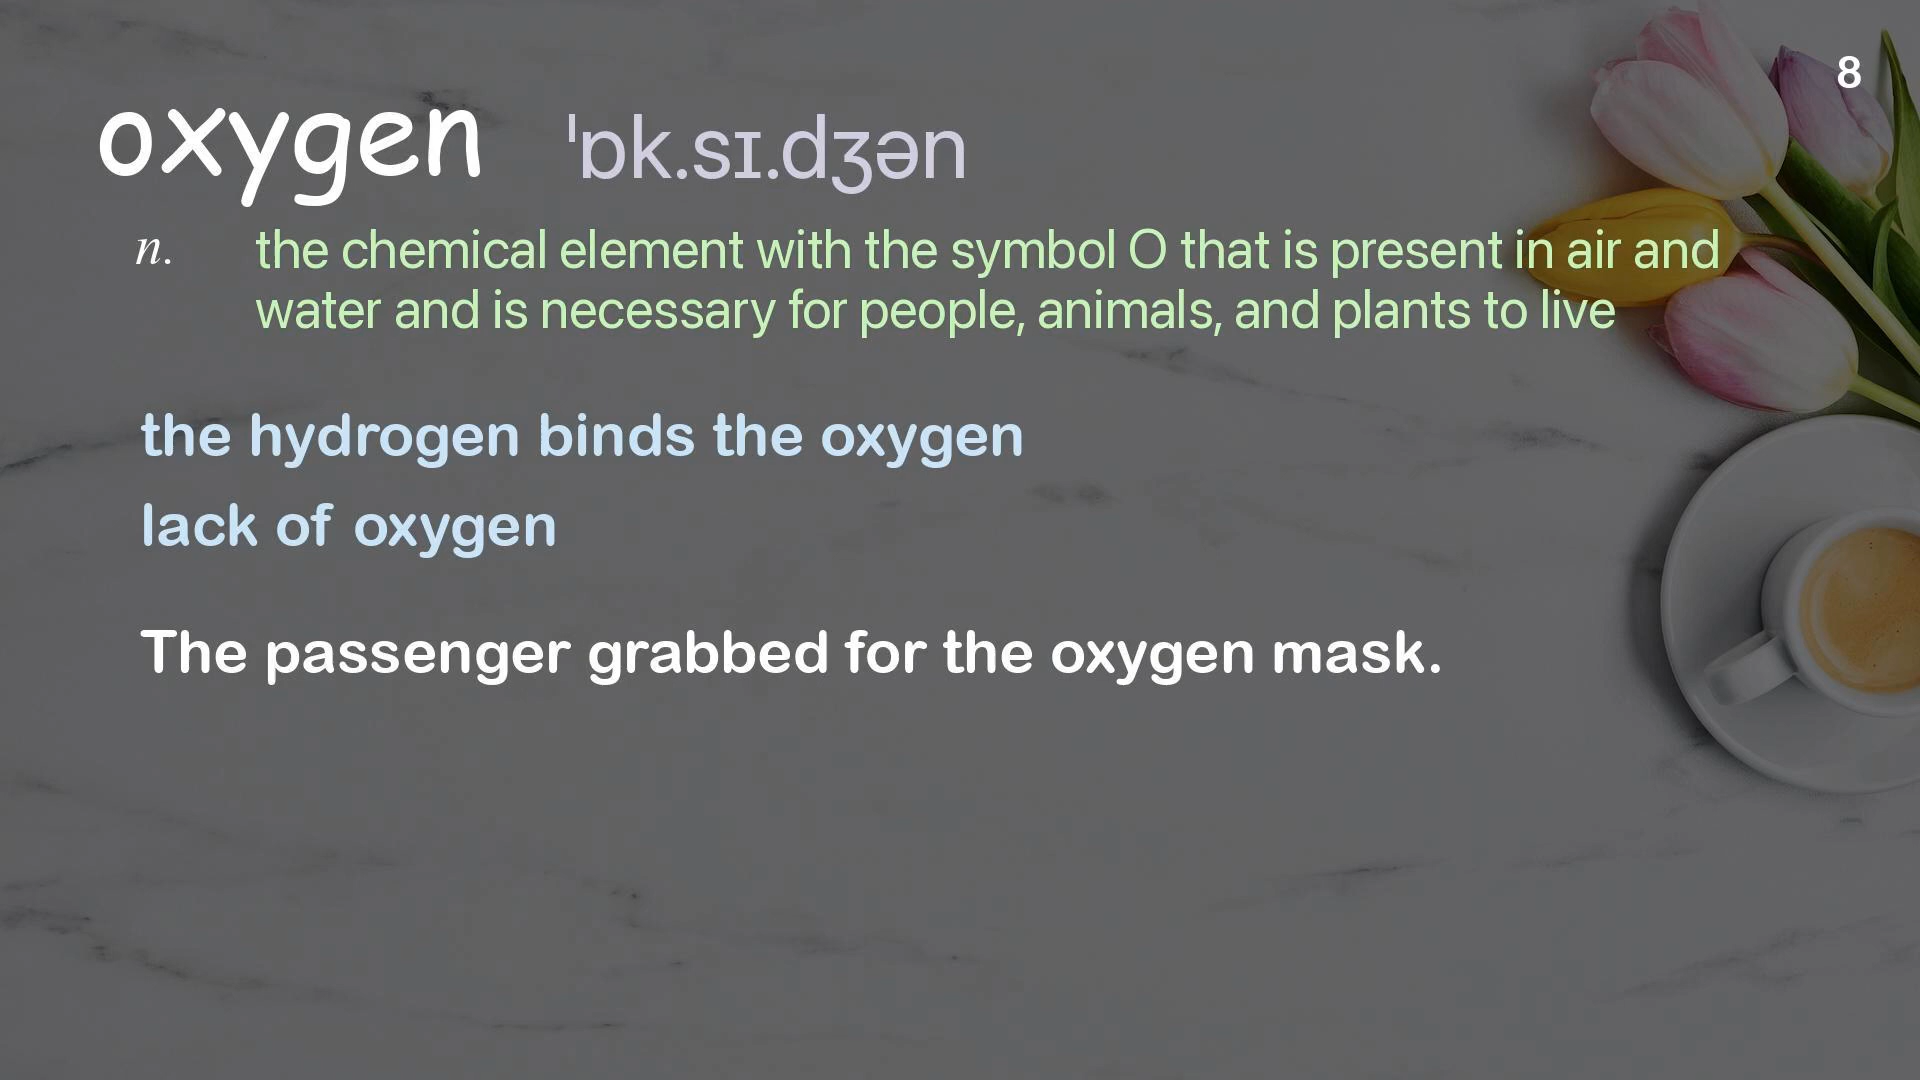 8
oxygen ˈɒk.sɪ.dʒən
n. the chemical element with the symbol O that is present in air and
water and is necessary for people, animals, and plants to live
the hydrogen binds the oxygen
lack of oxygen
The passenger grabbed for the oxygen mask.